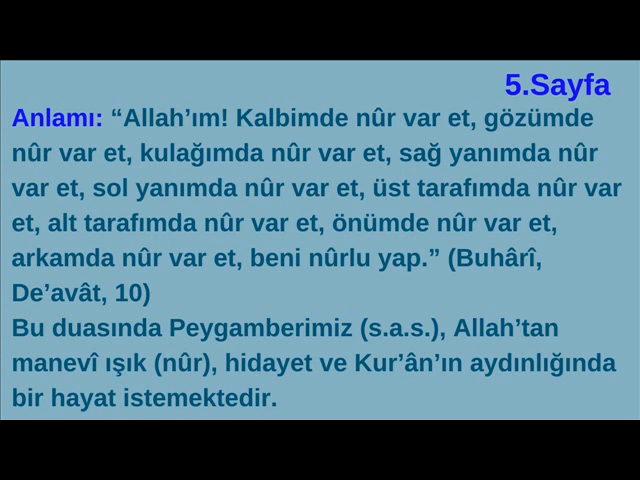 5.Sayfa
Anlamı: “Allah’ım! Kalbimde nûr var et, gözümde
nûr var et, kulağımda nûr var et, sağ yanımda nûr
var et, sol yanımda nûr var et, üst tarafımda nûr var
et, alt tarafımda nûr var et, önümde nûr var et,
arkamda nûr var et, beni nûrlu yap.” (Buhârî,
De’avât, 10)
Bu duasında Peygamberimiz (s.a.s.), Allah’tan
manevî ışık (nûr), hidayet ve Kur’ân’ın aydınlığında
bir hayat istemektedir.